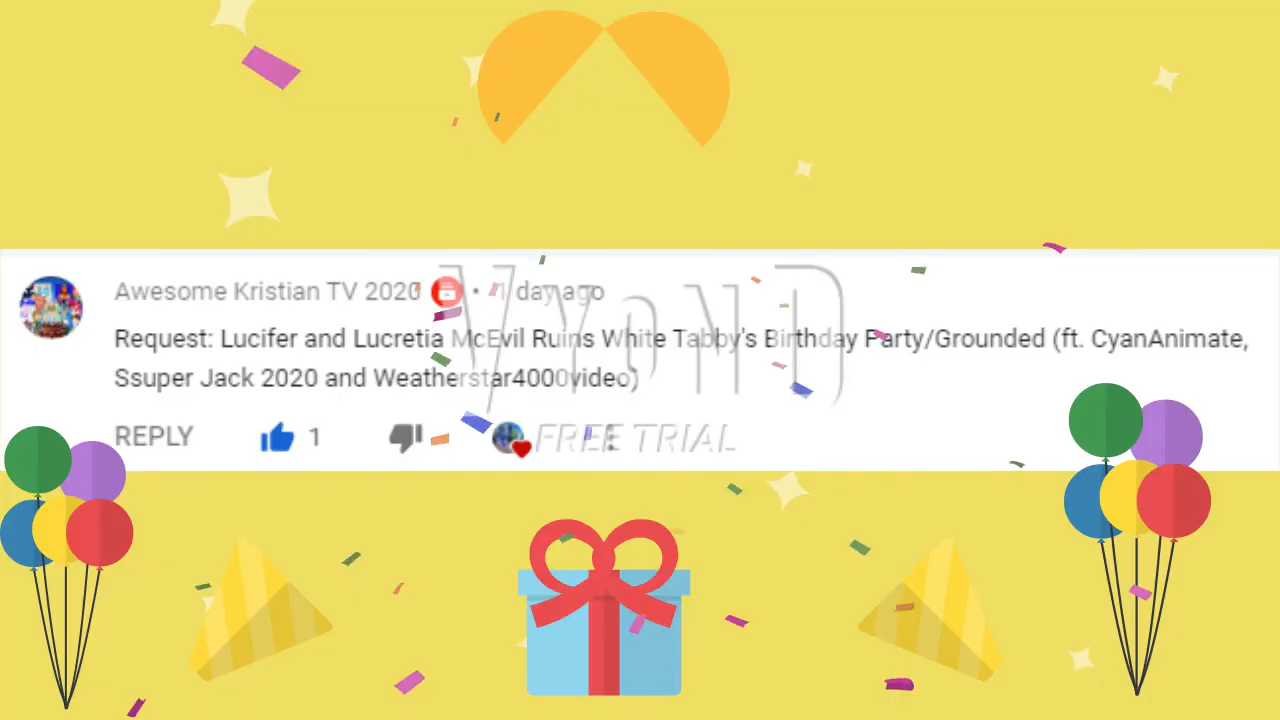 Awesome Kristian TV 2020 • 1 day ago
Request: Lucifer and Lucretia McEvil Ruins White Tabby's Birthday Party/Grounded (ft. CyanAnimate,
Ssuper Jack 2020 and Weatherstar4000video)
REPLY 1
VYOND
FREE TRIAL